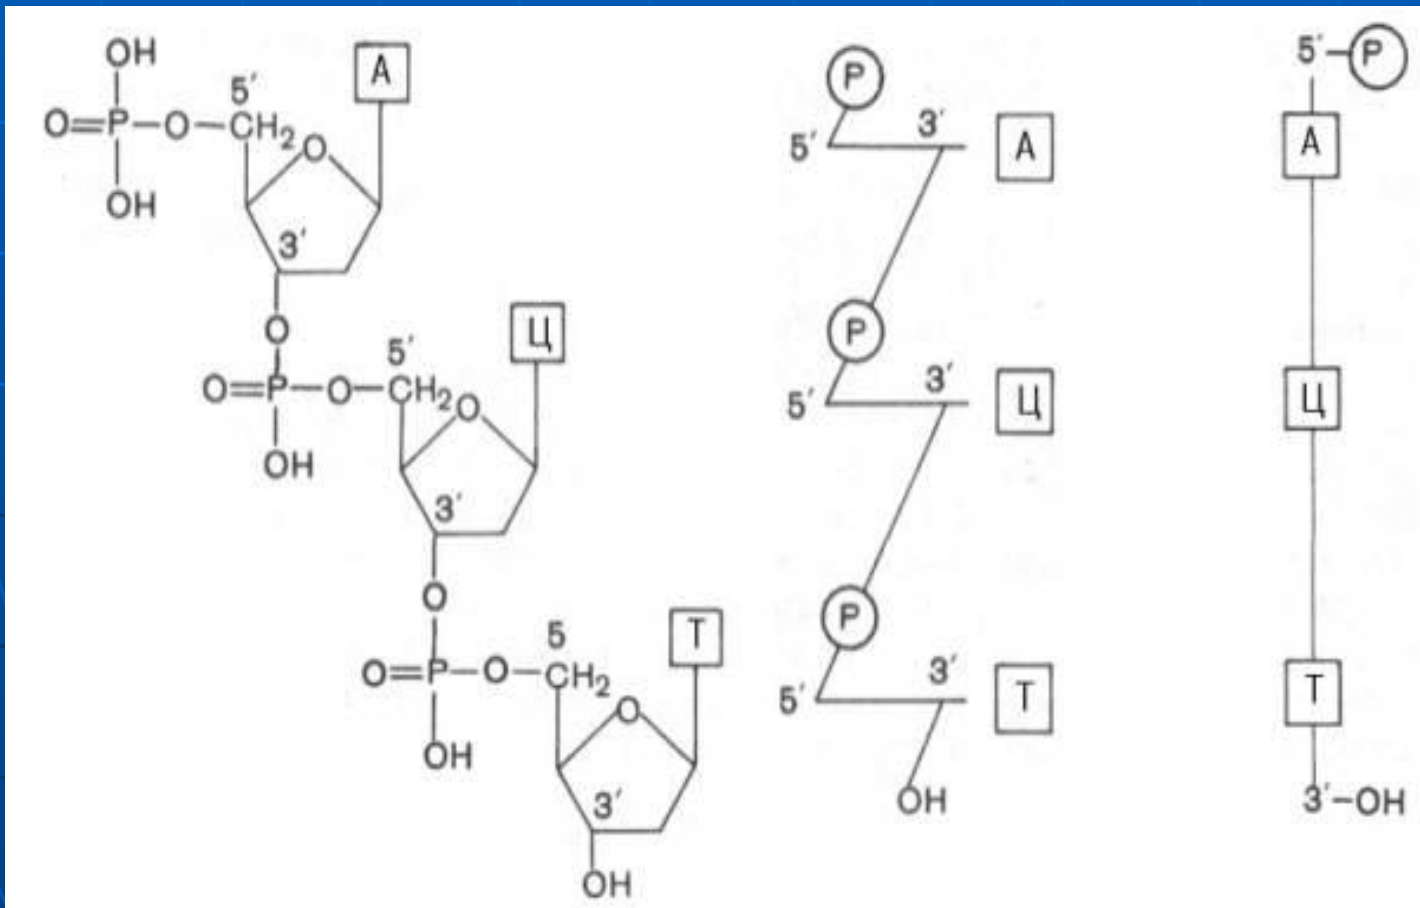 OH
A
5'
O=P-O-CH2
O
OH
3'
O
Ц
5'
O=P-O-CH2
O
OH
3'
O
T
5
O=P-O-CH2
O
OH
3'
OH
P
5'
3'
A
P
5'
3'
Ц
P
5'
3'
T
OH
5'-P
A
Ц
T
3'-OH